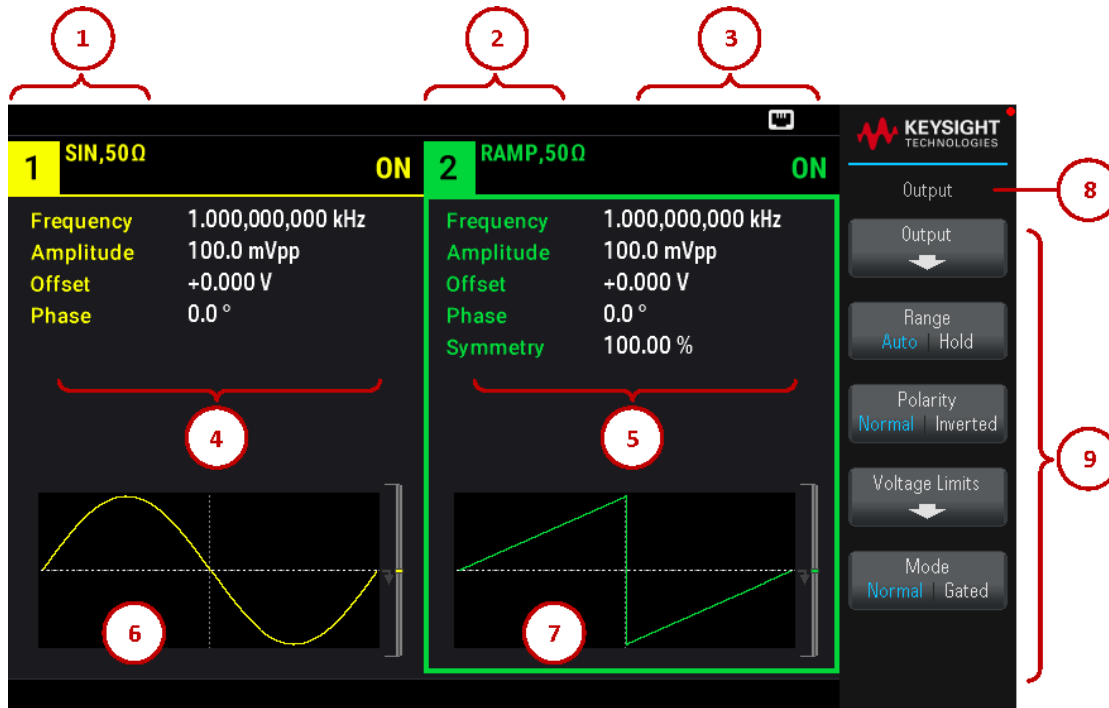 1
2
3
KEYSIGHT
TECHNOLOGIES
1
SIN,50Ω
ON
2
RAMP,50Ω
ON
Output
8
Frequency 1.000,000,000 kHz
Amplitude 100.0 mVpp
Offset +0.000 V
Phase 0.0 °
Frequency 1.000,000,000 kHz
Amplitude 100.0 mVpp
Offset +0.000 V
Phase 0.0 °
Symmetry 100.00 %
4
5
6
7
Output
Range
Auto | Hold
Polarity
Normal | Inverted
Voltage Limits
Mode
Normal | Gated
9